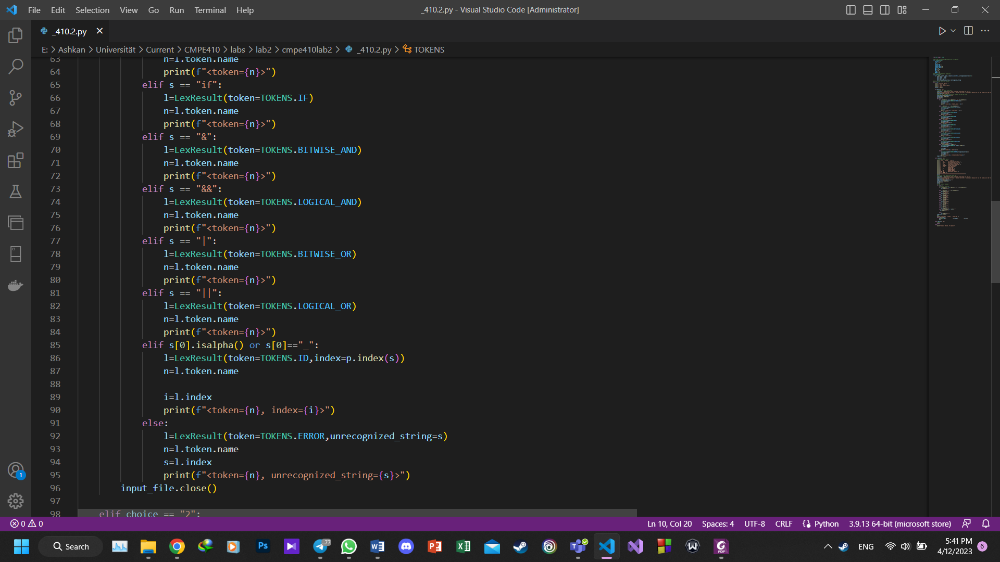 File Edit Selection View Go Run Terminal Help
_410.2.py - Visual Studio Code [Administrator]
_410.2.py
E: > Ashkan > Universität > Current > CMPE410 > labs > lab2 > cmpe410lab2 > _410.2.py > TOKENS
63 n=l.token.name
64 print(f"<token={n}>")
65 elif s == "if":
66 l=LexResult(token=TOKENS.IF)
67 n=l.token.name
68 print(f"<token={n}>")
69 elif s == "&":
70 l=LexResult(token=TOKENS.BITWISE_AND)
71 n=l.token.name
72 print(f"<token={n}>")
73 elif s == "&&":
74 l=LexResult(token=TOKENS.LOGICAL_AND)
75 n=l.token.name
76 print(f"<token={n}>")
77 elif s == "|":
78 l=LexResult(token=TOKENS.BITWISE_OR)
79 n=l.token.name
80 print(f"<token={n}>")
81 elif s == "||":
82 l=LexResult(token=TOKENS.LOGICAL_OR)
83 n=l.token.name
84 print(f"<token={n}>")
85 elif s[0].isalpha() or s[0]=="_":
86 l=LexResult(token=TOKENS.ID,index=p.index(s))
87 n=l.token.name
88
89 i=l.index
90 print(f"<token={n}, index={i}>")
91 else:
92 l=LexResult(token=TOKENS.ERROR,unrecognized_string=s)
93 n=l.token.name
94 s=l.index
95 print(f"<token={n}, unrecognized_string={s}>")
96 input_file.close()
97
98 elif choice == "2":
1
0 0 Ln 10, Col 20 Spaces: 4 UTF-8 CRLF Python 3.9.13 64-bit (microsoft store)
Search Ps 77 ENG 5:41 PM
4/12/2023 6